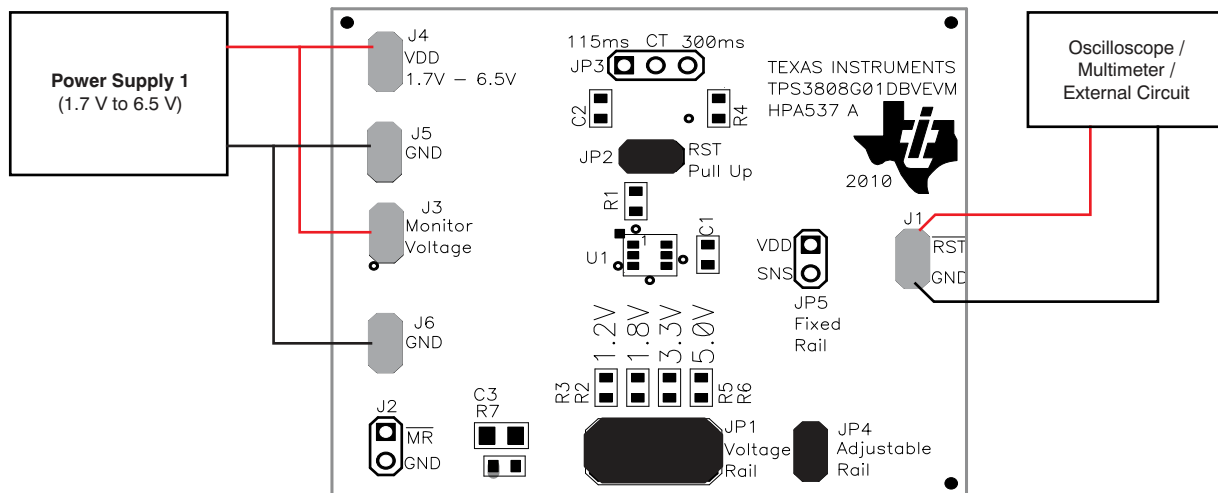 Power Supply 1
(1.7 V to 6.5 V)
J4
VDD
1.7V – 6.5V
J5
GND
J3
Monitor
Voltage
J6
GND
J2
MR
GND
C3
R7
115ms CT 300ms
JP3
C2
R4
JP2
RST
Pull Up
R1
U1
1
C1
TEXAS INSTRUMENTS
TPS3808G01DBVEVM
HPA537 A
ti
2010
VDD
SNS
JP5
Fixed
Rail
J1
RST
GND
1.2V
1.8V
3.3V
5.0V
R3
R2
R5
R6
JP1
Voltage
Rail
JP4
Adjustable
Rail
Oscilloscope /
Multimeter /
External Circuit